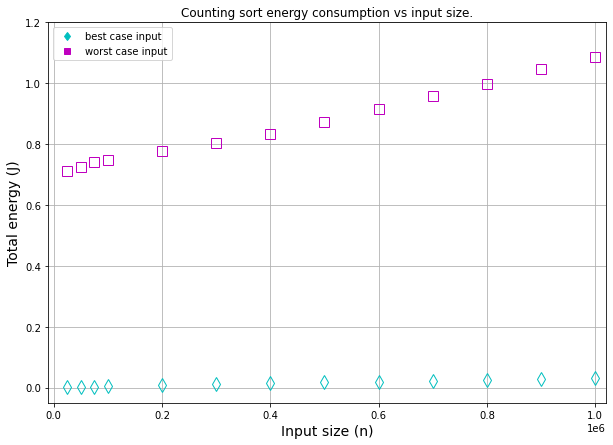 Counting sort energy consumption vs input size.
best case input
worst case input
Total energy (J)
1.2
1.0
0.8
0.6
0.4
0.2
0.0
0.0 0.2 0.4 0.6 0.8 1.0
1e6
Input size (n)